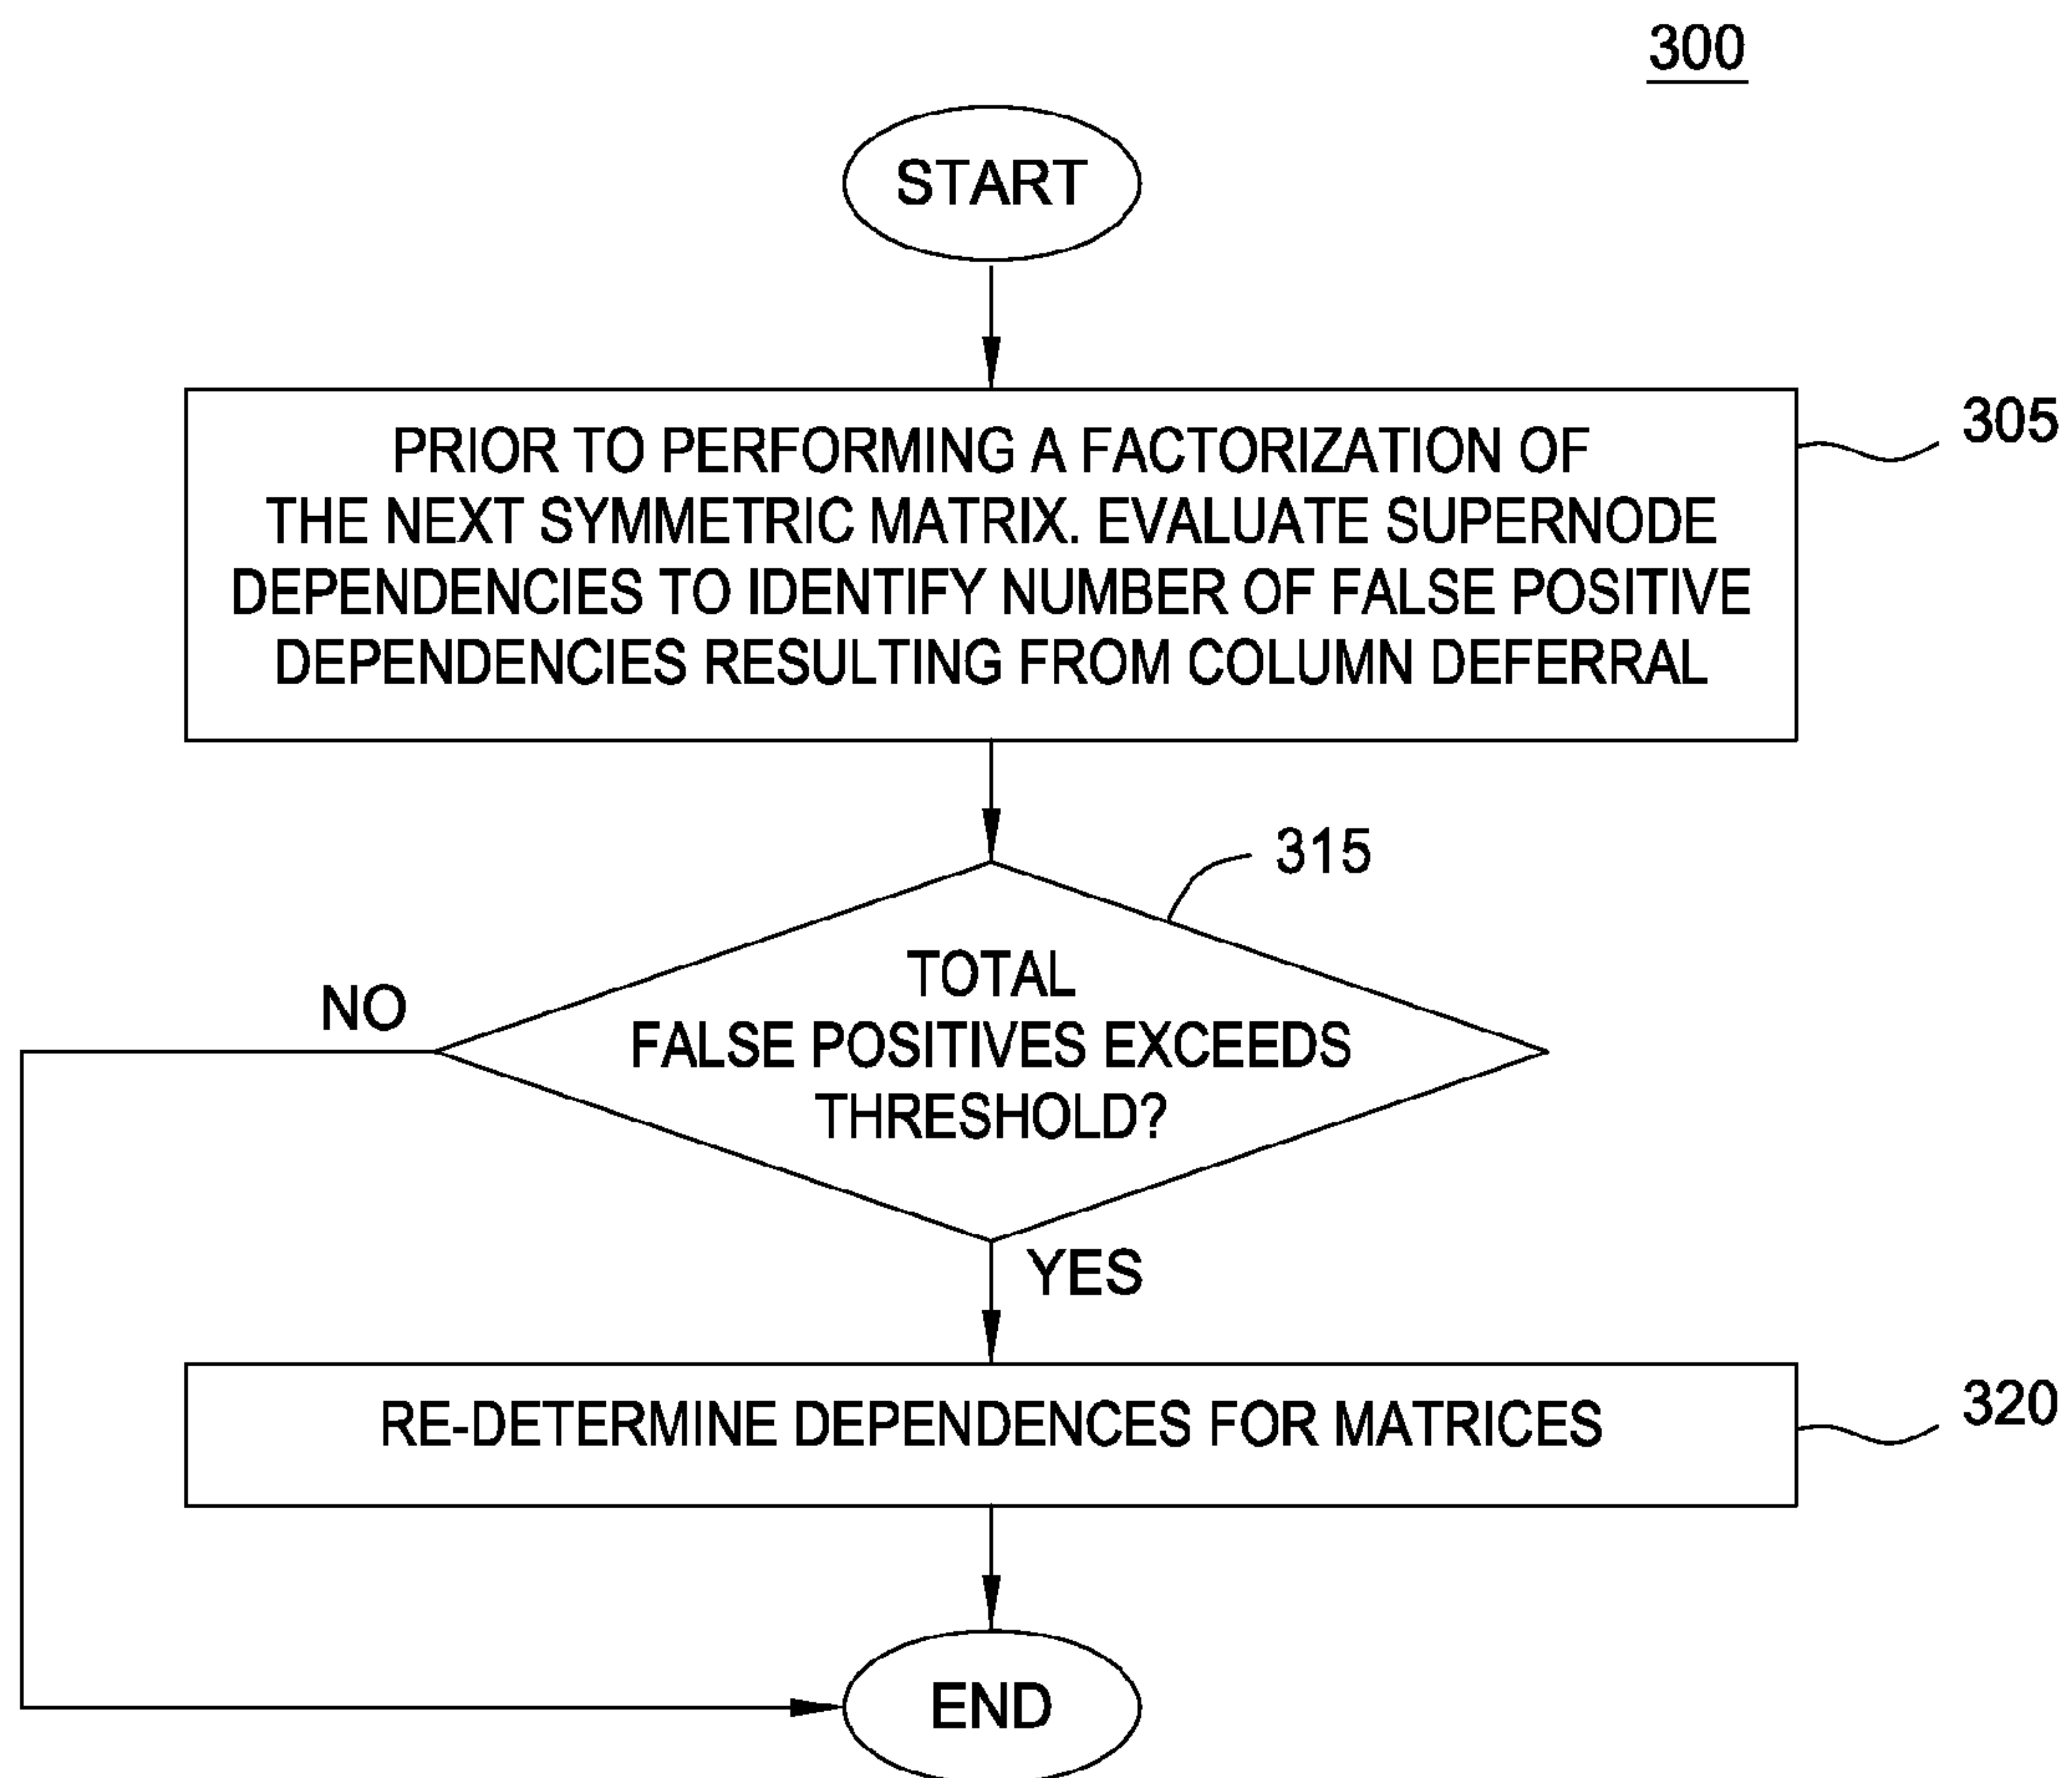 300
START
PRIOR TO PERFORMING A FACTORIZATION OF
THE NEXT SYMMETRIC MATRIX. EVALUATE SUPERNODE
DEPENDENCIES TO IDENTIFY NUMBER OF FALSE POSITIVE
DEPENDENCIES RESULTING FROM COLUMN DEFERRAL
305
315
TOTAL
FALSE POSITIVES EXCEEDS
THRESHOLD?
NO
YES
RE-DETERMINE DEPENDENCES FOR MATRICES
320
END